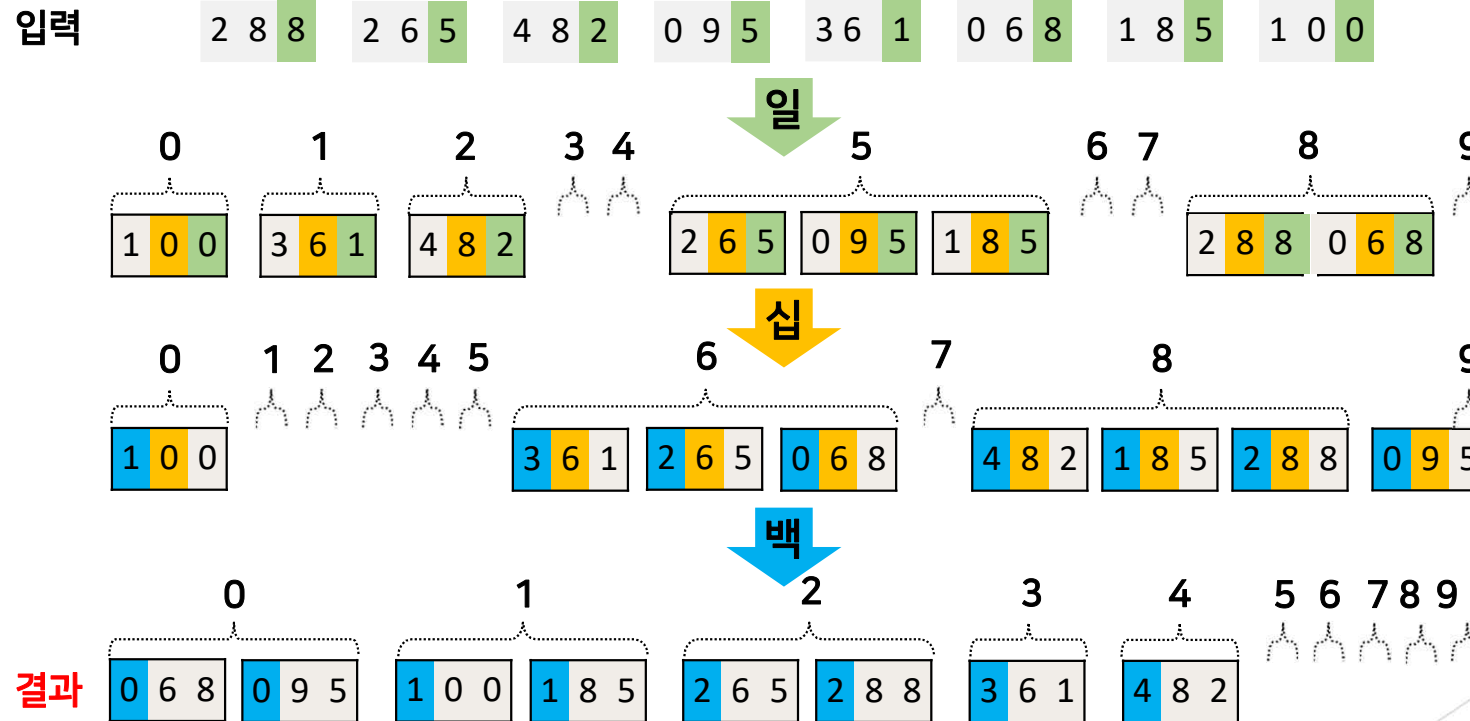 입력 2 8 8 2 6 5 4 8 2 0 9 5 3 6 1 0 6 8 1 8 5 1 0 0
일
0 1 2 3 4 5 6 7 8 9
1 0 0 3 6 1 4 8 2 2 6 5 0 9 5 1 8 5 2 8 8 0 6 8
십
0 1 2 3 4 5 6 7 8 9
1 0 0 3 6 1 2 6 5 0 6 8 4 8 2 1 8 5 2 8 8 0 9 5
백
0 1 2 3 4 5 6 7 8 9
결과 0 6 8 0 9 5 1 0 0 1 8 5 2 6 5 2 8 8 3 6 1 4 8 2